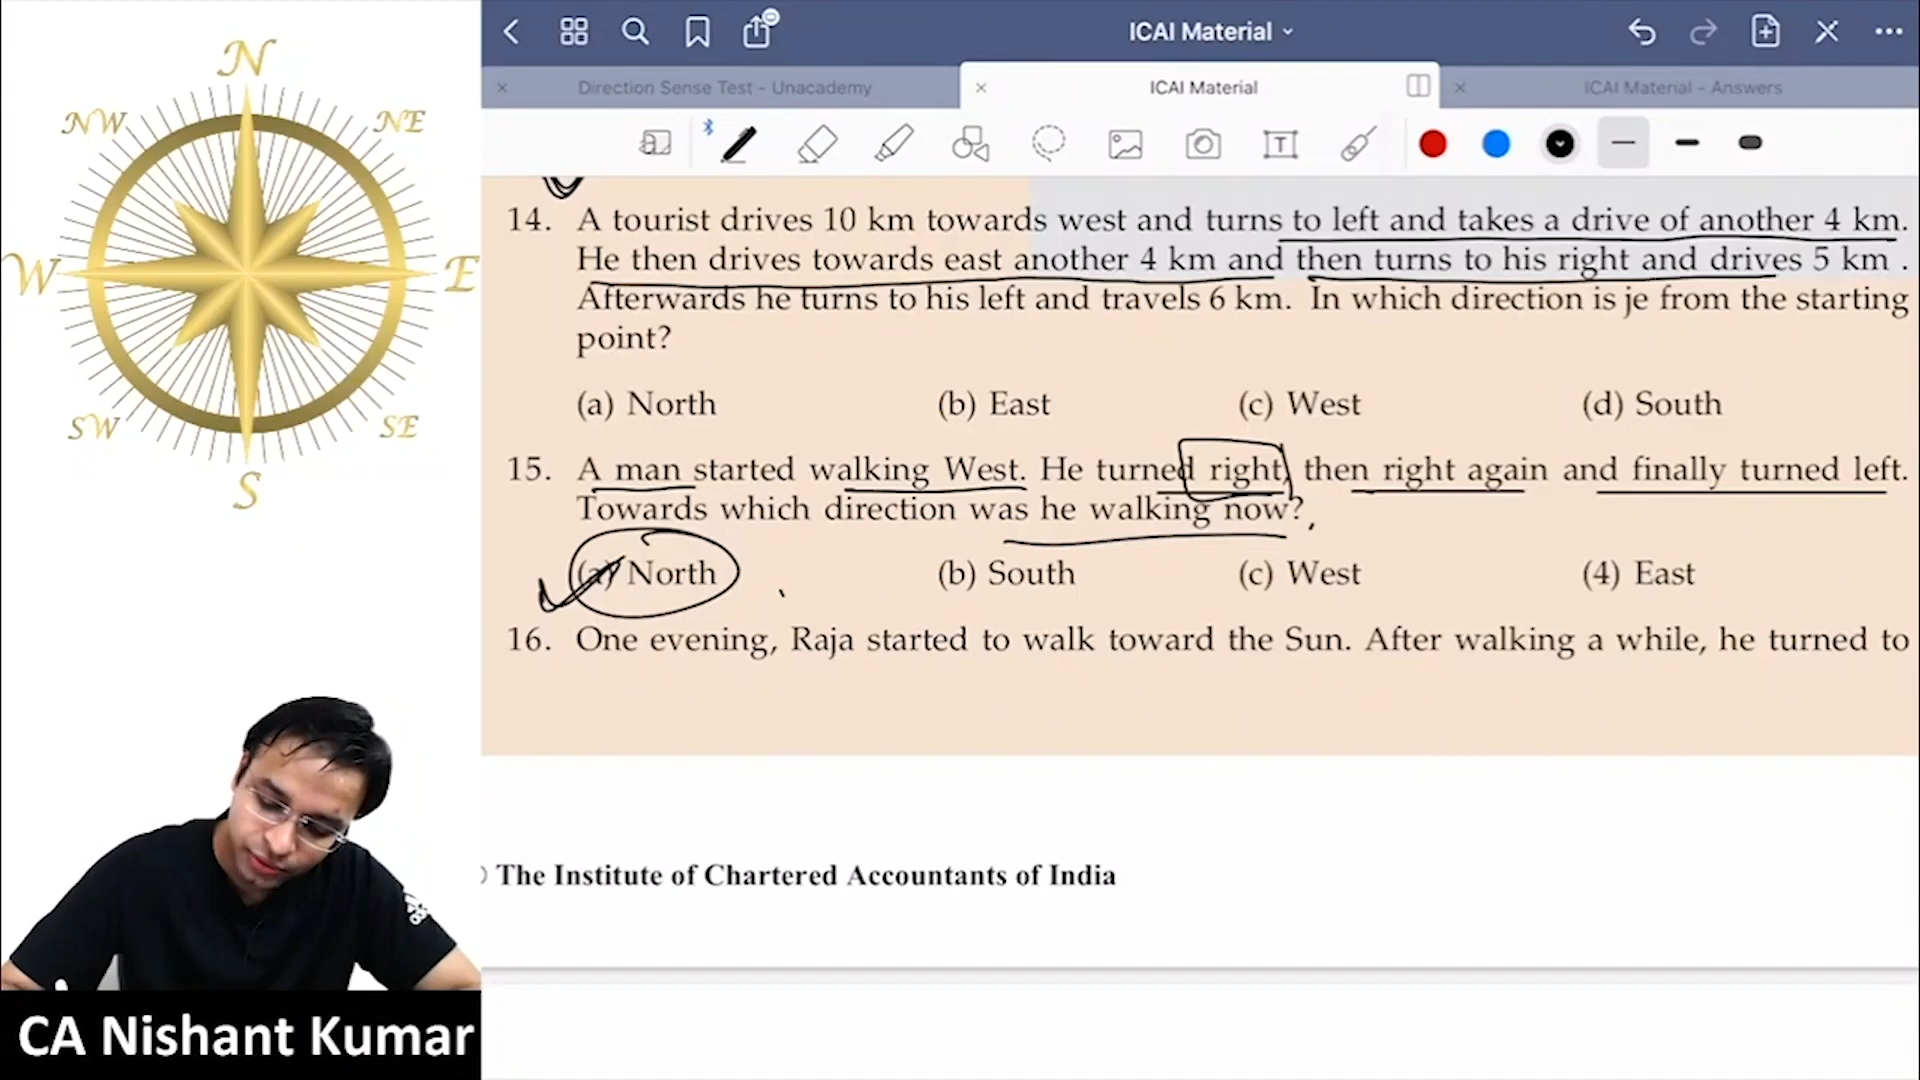 N
NW
NE
W
E
SW
SE
S
ICAI Material
Direction Sense Test - Unacademy
ICAI Material
ICAI Material - Answers
14. A tourist drives 10 km towards west and turns to left and takes a drive of another 4 km.
He then drives towards east another 4 km and then turns to his right and drives 5 km .
Afterwards he turns to his left and travels 6 km. In which direction is je from the starting
point?
(a) North (b) East (c) West (d) South
15. A man started walking West. He turned right, then right again and finally turned left.
Towards which direction was he walking now?
(a) North (b) South (c) West (4) East
16. One evening, Raja started to walk toward the Sun. After walking a while, he turned to
The Institute of Chartered Accountants of India
CA Nishant Kumar